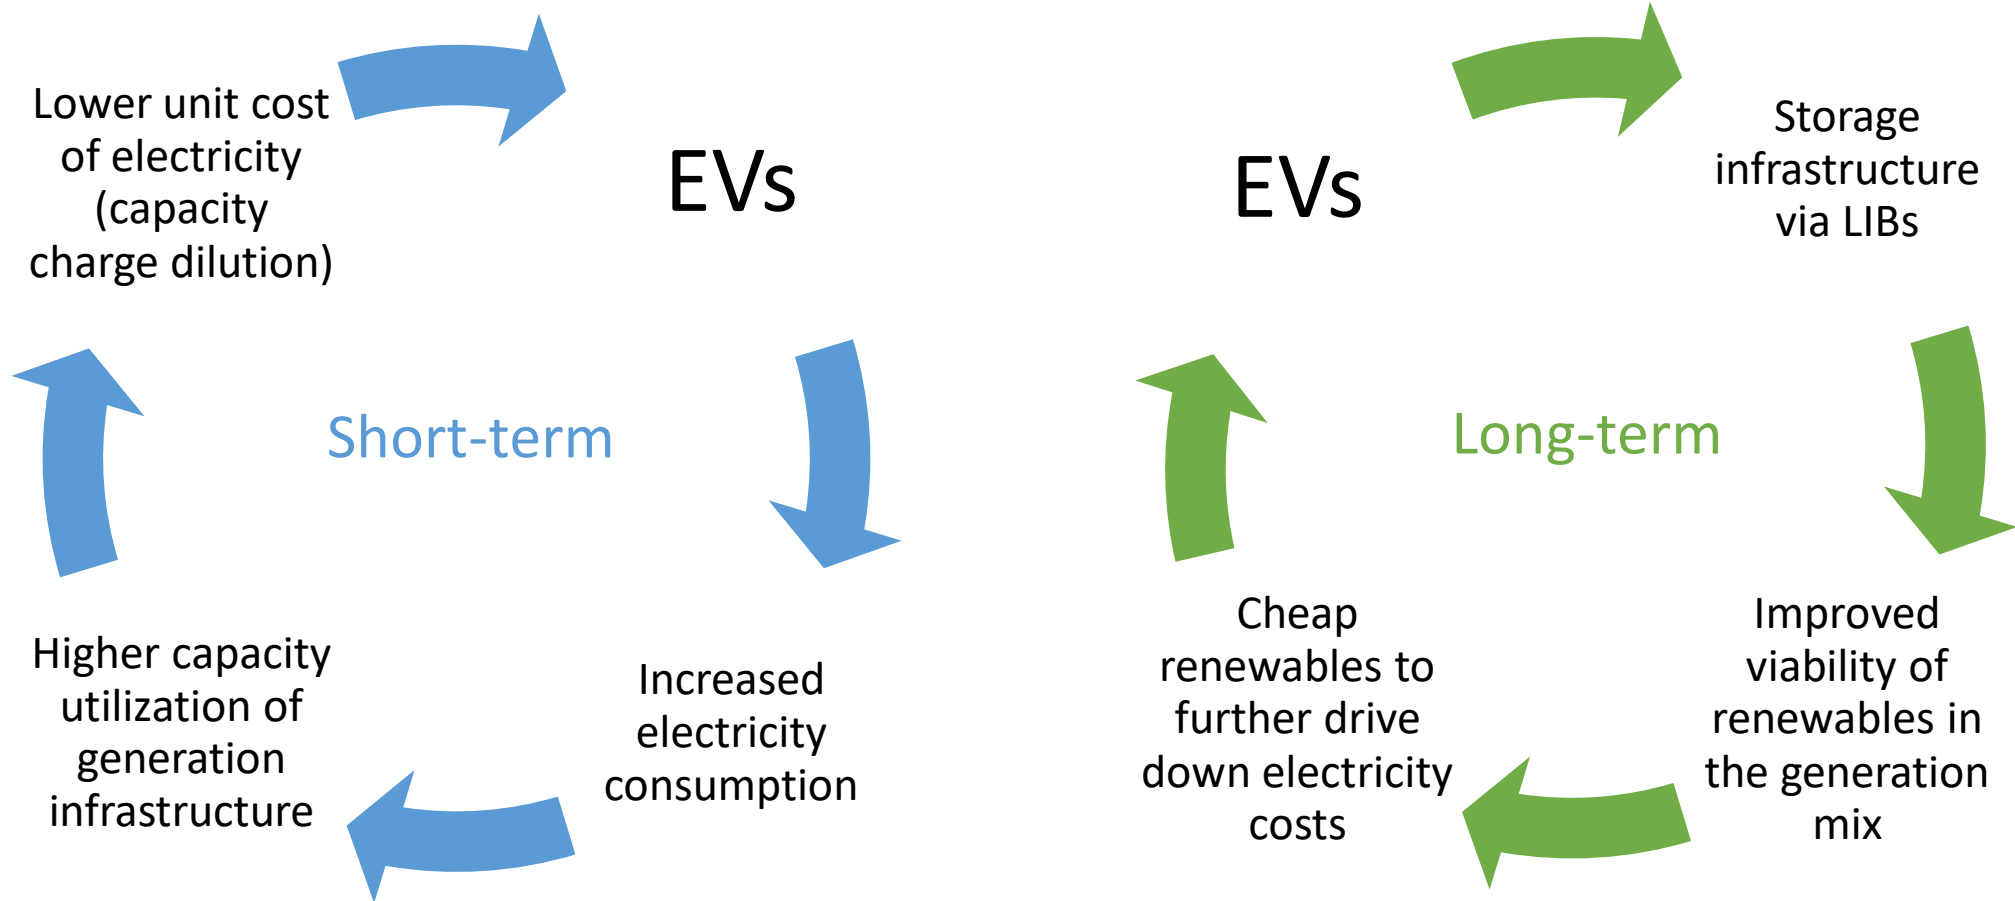 Lower unit cost
of electricity
(capacity
charge dilution)
EVs
Short-term
Higher capacity
utilization of
generation
infrastructure
Increased
electricity
consumption
EVs
Storage
infrastructure
via LIBs
Long-term
Cheap
renewables to
further drive
down electricity
costs
Improved
viability of
renewables in
the generation
mix